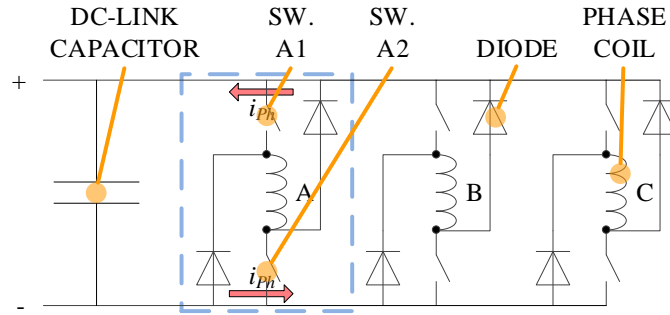 DC-LINK
CAPACITOR
SW.
A1
SW.
A2
DIODE
PHASE
COIL
+
iPh
A
B
C
iPh
-